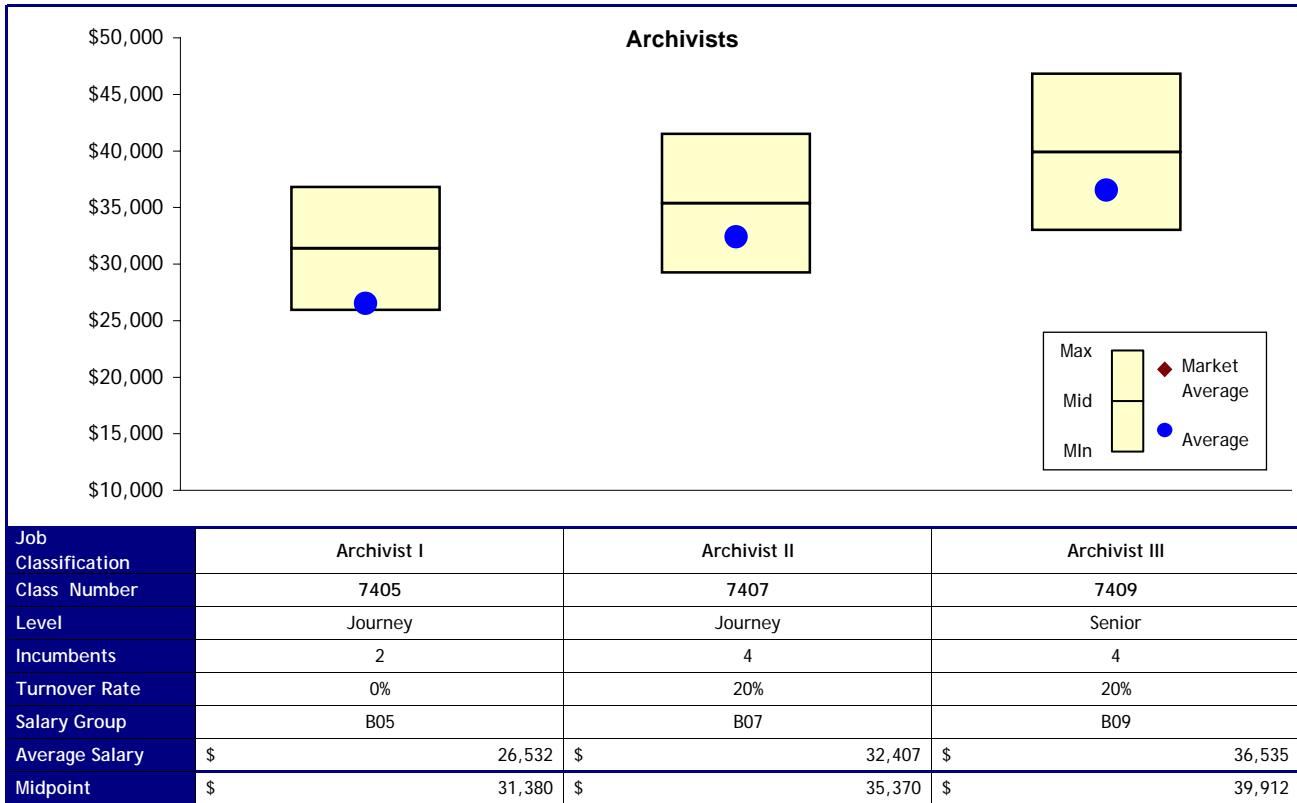 Archivists
$50,000
$45,000
$40,000
$35,000
$30,000
$25,000
$20,000
$15,000
$10,000
Max
Mid
MIn
Market
Average
Average
Job
Classification Archivist I Archivist II Archivist III
Class Number 7405 7407 7409
Level Journey Journey Senior
Incumbents 2 4 4
Turnover Rate 0% 20% 20%
Salary Group B05 B07 B09
Average Salary $ 26,532 $ 32,407 $ 36,535
Midpoint $ 31,380 $ 35,370 $ 39,912